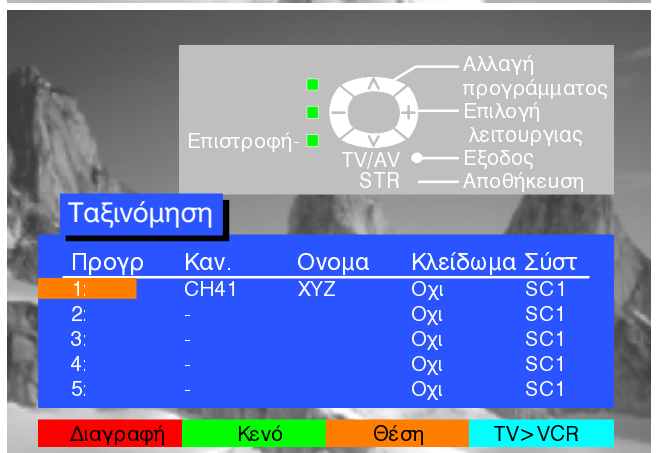 Αλλαγή
προγράμματος
Επιλογή
λειτουργιας
Επιστροφή-
TV/AV Εξοδος
STR Αποθήκευση
Ταξινόμηση
Προγρ Καν. Ονομα Κλείδωμα Σύστ
1: CH41 XYZ Οχι SC1
2: - Οχι SC1
3: - Οχι SC1
4: - Οχι SC1
5: - Οχι SC1
Διαγραφή Κενό Θέση TV>VCR